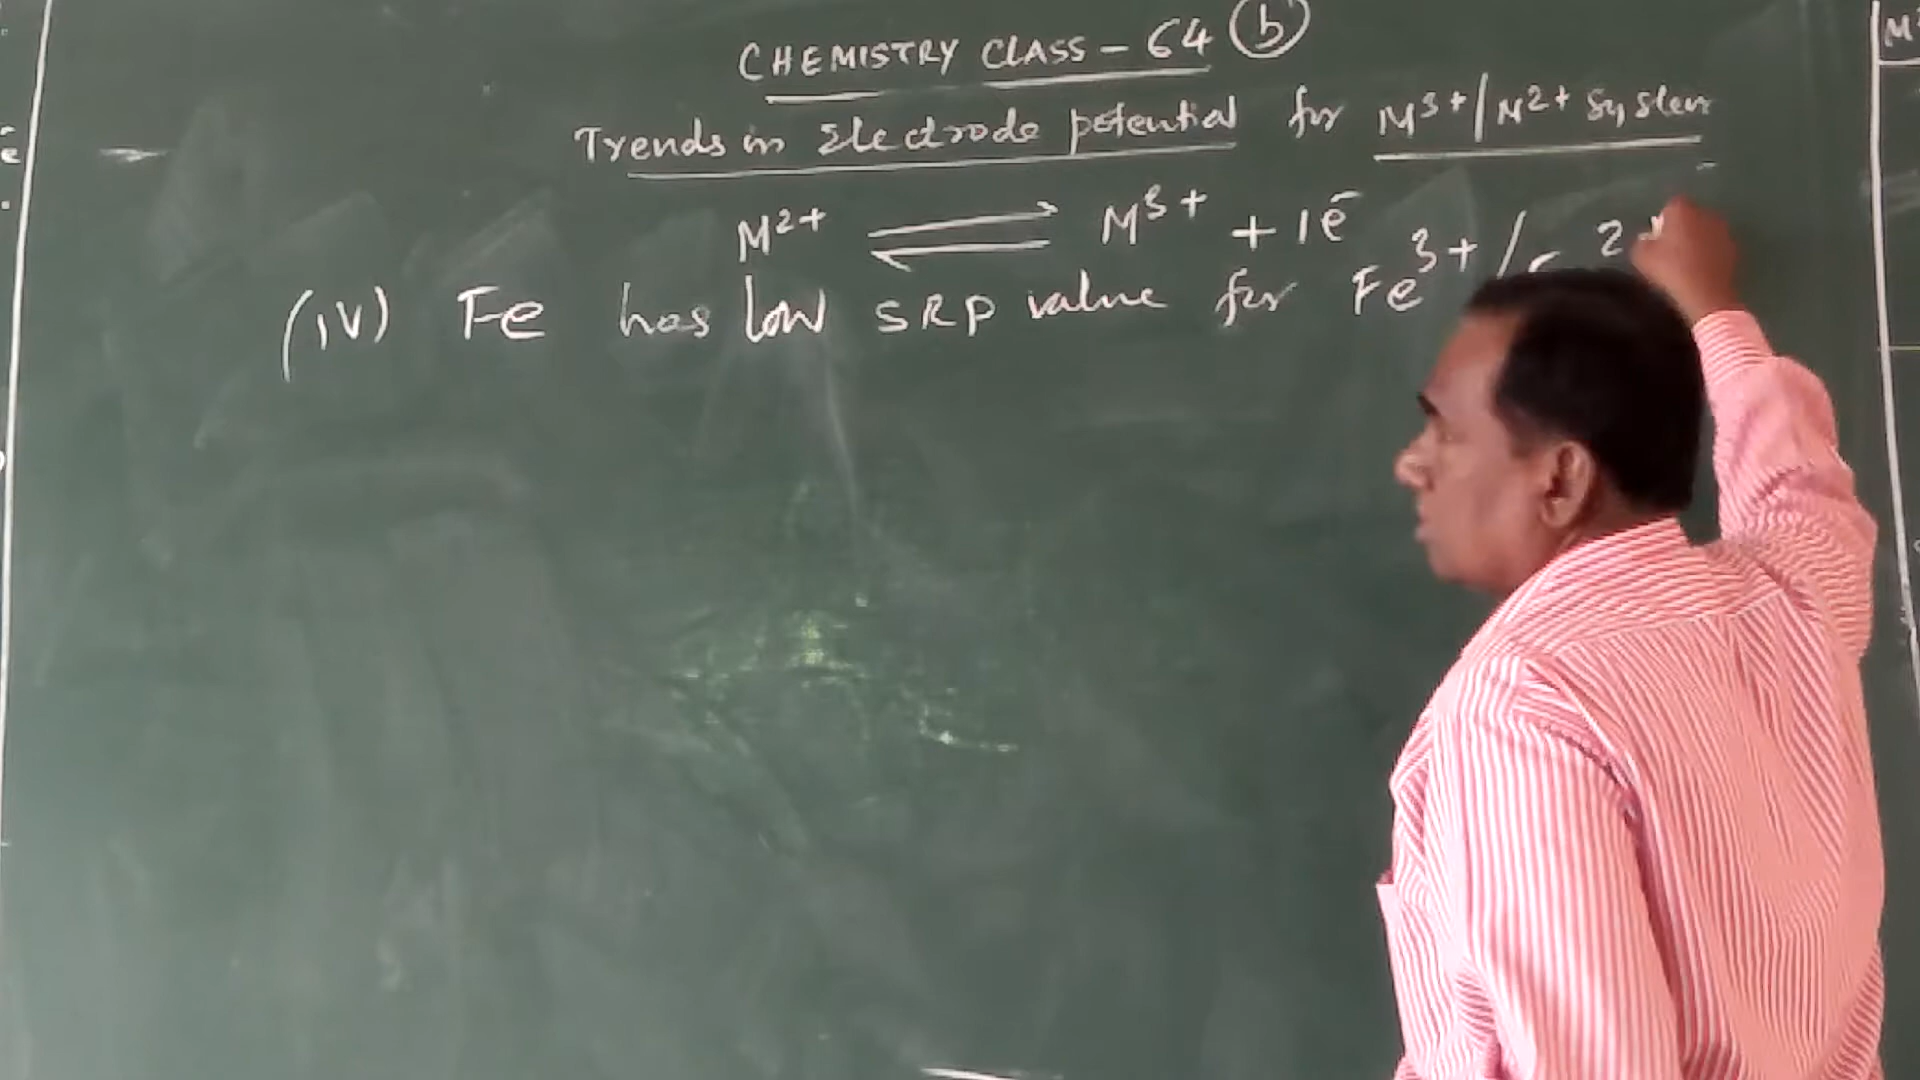 CHEMISTRY CLASS - 64 (b)
Trends in Electrode potential for M³⁺/M²⁺ System
M²⁺ ⇌ M³⁺ + 1e⁻
(iv) Fe has low SRP value for Fe³⁺/ 2+
e⁻
M